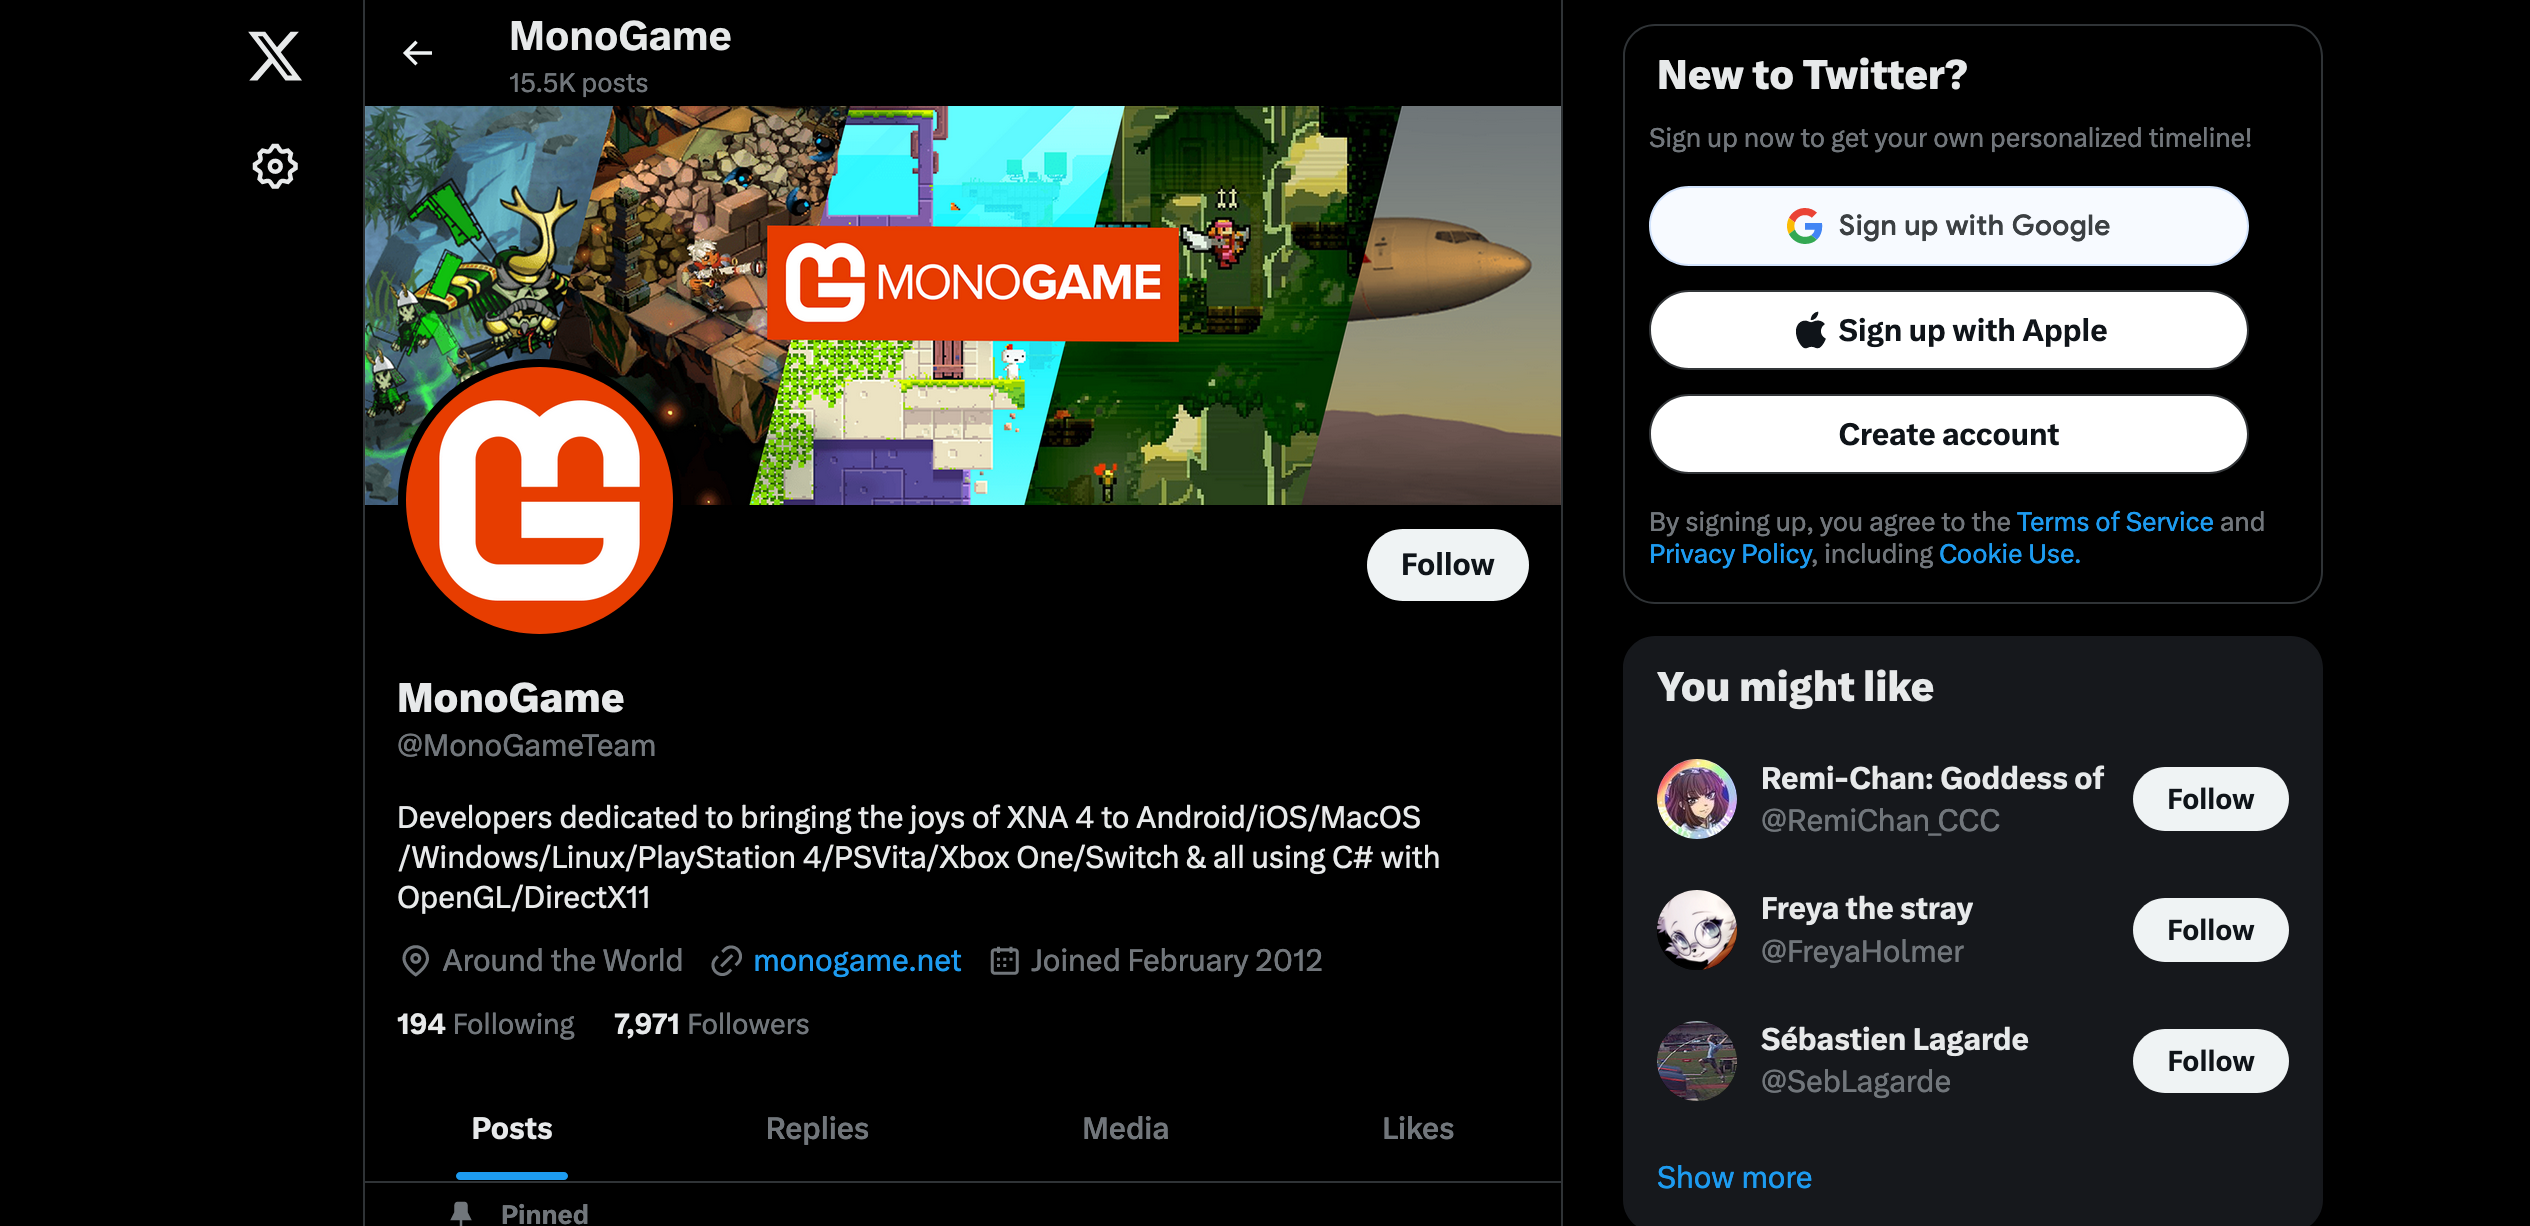 MonoGame
15.5K posts
MONOGAME
Follow
MonoGame
@MonoGameTeam
Developers dedicated to bringing the joys of XNA 4 to Android/iOS/MacOS
/Windows/Linux/PlayStation 4/PSVita/Xbox One/Switch & all using C# with
OpenGL/DirectX11
Around the World monogame.net Joined February 2012
194 Following 7,971 Followers
Posts Replies Media Likes
Pinned
New to Twitter?
Sign up now to get your own personalized timeline!
Sign up with Google
Sign up with Apple
Create account
By signing up, you agree to the Terms of Service and
Privacy Policy, including Cookie Use.
You might like
Remi-Chan: Goddess of
@RemiChan_CCC
Follow
Freya the stray
@FreyaHolmer
Follow
Sébastien Lagarde
@SebLagarde
Follow
Show more